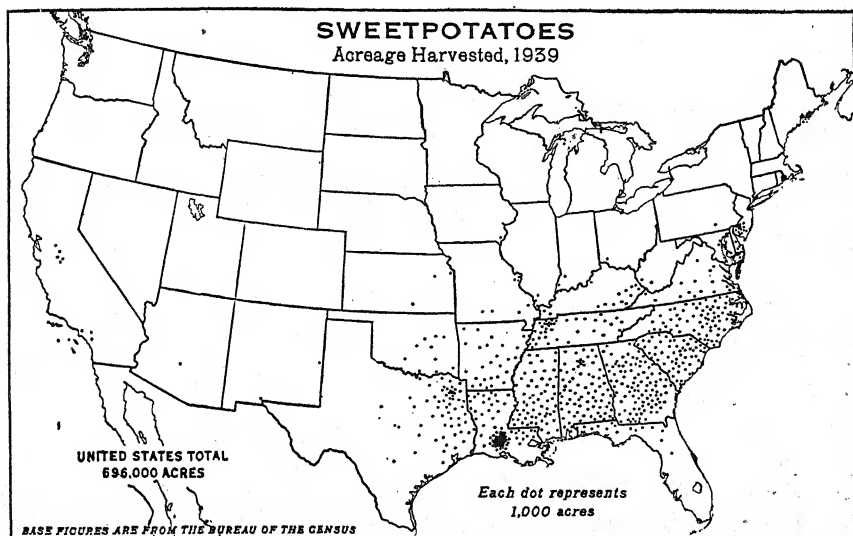 SWEETPOTATOES
Acreage Harvested, 1939
UNITED STATES TOTAL
696,000 ACRES
Each dot represents
1,000 acres
BASE FIGURES ARE FROM THE BUREAU OF THE CENSUS